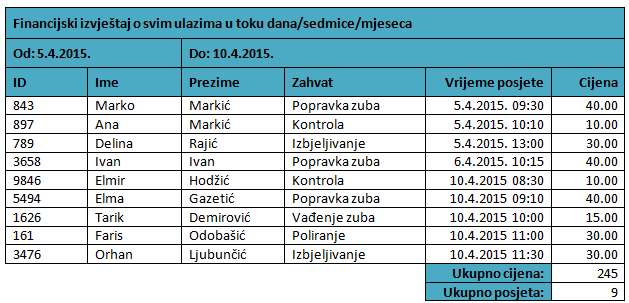 Financijski izvještaj o svim ulazima u toku dana/sedmice/mjeseca
Od: 5.4.2015. Do: 10.4.2015.
ID Ime Prezime Zahvat Vrijeme posjete Cijena
843 Marko Markić Popravka zuba 5.4.2015. 09:30 40.00
897 Ana Markić Kontrola 5.4.2015. 10:10 10.00
789 Delina Rajić Izbjeljivanje 5.4.2015. 13:00 30.00
3658 Ivan Ivan Popravka zuba 6.4.2015. 10:15 40.00
9846 Elmir Hodžić Kontrola 10.4.2015 08:30 10.00
5494 Elma Gazetić Popravka zuba 10.4.2015 09:10 40.00
1626 Tarik Demirović Vađenje zuba 10.4.2015 10:00 15.00
161 Faris Odobašić Poliranje 10.4.2015 11:00 30.00
3476 Orhan Ljubunčić Izbjeljivanje 10.4.2015 11:30 30.00
Ukupno cijena: 245
Ukupno posjeta: 9